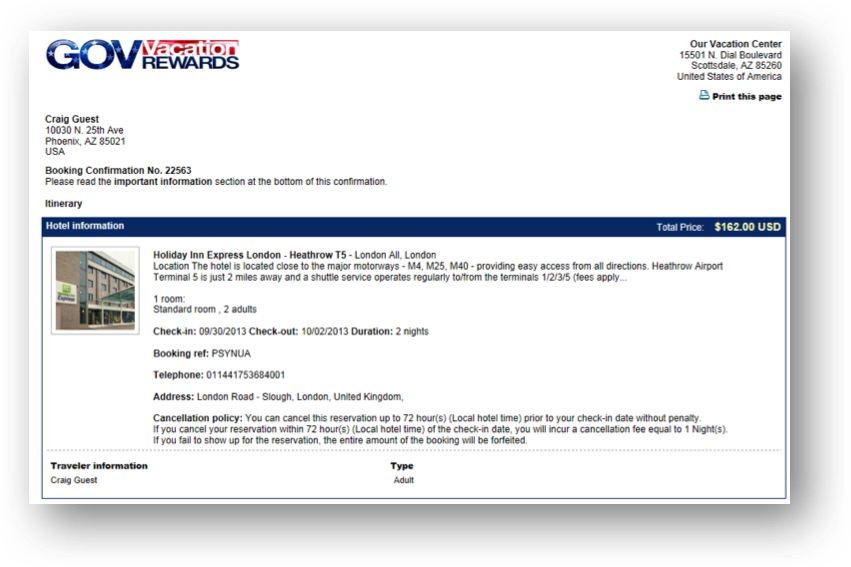 GOV Vacation REWARDS
Our Vacation Center
15501 N. Dial Boulevard
Scottsdale, AZ 85260
United States of America
Print this page
Craig Guest
10030 N. 25th Ave
Phoenix, AZ 85021
USA
Booking Confirmation No. 22563
Please read the important information section at the bottom of this confirmation.
Itinerary
Hotel information Total Price: $162.00 USD
Holiday Inn Express London - Heathrow T5 - London All, London
Location The hotel is located close to the major motorways - M4, M25, M40 - providing easy access from all directions. Heathrow Airport
Terminal 5 is just 2 miles away and a shuttle service operates regularly to/from the terminals 1/2/3/5 (fees apply...
1 room:
Standard room , 2 adults
Check-in: 09/30/2013 Check-out: 10/02/2013 Duration: 2 nights
Booking ref: PSYNUA
Telephone: 011441753684001
Address: London Road - Slough, London, United Kingdom,
Cancellation policy: You can cancel this reservation up to 72 hour(s) (Local hotel time) prior to your check-in date without penalty.
If you cancel your reservation within 72 hour(s) (Local hotel time) of the check-in date, you will incur a cancellation fee equal to 1 Night(s).
If you fail to show up for the reservation, the entire amount of the booking will be forfeited.
Traveler information Type
Craig Guest Adult